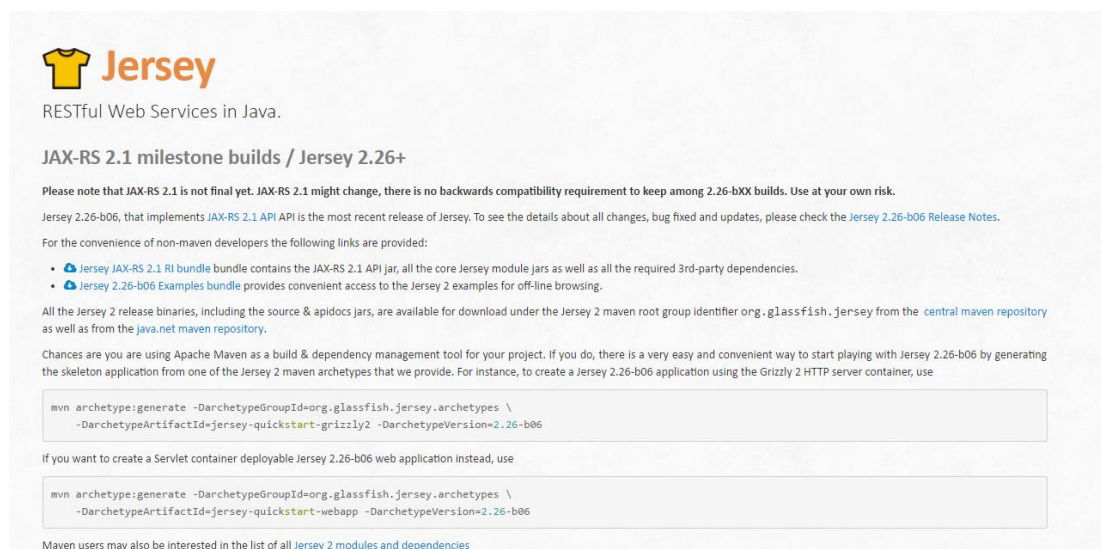 Jersey
RESTful Web Services in Java.
JAX-RS 2.1 milestone builds / Jersey 2.26+
Please note that JAX-RS 2.1 is not final yet. JAX-RS 2.1 might change, there is no backwards compatibility requirement to keep among 2.26-bXX builds. Use at your own risk.
Jersey 2.26-b06, that implements JAX-RS 2.1 API API is the most recent release of Jersey. To see the details about all changes, bug fixed and updates, please check the Jersey 2.26-b06 Release Notes.
For the convenience of non-maven developers the following links are provided:
• Jersey JAX-RS 2.1 RI bundle bundle contains the JAX-RS 2.1 API jar, all the core Jersey module jars as well as all the required 3rd-party dependencies.
• Jersey 2.26-b06 Examples bundle provides convenient access to the Jersey 2 examples for off-line browsing.
All the Jersey 2 release binaries, including the source & apidocs jars, are available for download under the Jersey 2 maven root group identifier org.glassfish.jersey from the central maven repository
as well as from the java.net maven repository.
Chances are you are using Apache Maven as a build & dependency management tool for your project. If you do, there is a very easy and convenient way to start playing with Jersey 2.26-b06 by generating
the skeleton application from one of the Jersey 2 maven archetypes that we provide. For instance, to create a Jersey 2.26-b06 application using the Grizzly 2 HTTP server container, use
mvn archetype:generate -DarchetypeGroupId=org.glassfish.jersey.archetypes \
-DarchetypeArtifactId=jersey-quickstart-grizzly2 -DarchetypeVersion=2.26-b06
If you want to create a Servlet container deployable Jersey 2.26-b06 web application instead, use
mvn archetype:generate -DarchetypeGroupId=org.glassfish.jersey.archetypes \
-DarchetypeArtifactId=jersey-quickstart-webapp -DarchetypeVersion=2.26-b06
Maven users may also be interested in the list of all Jersey 2 modules and dependencies